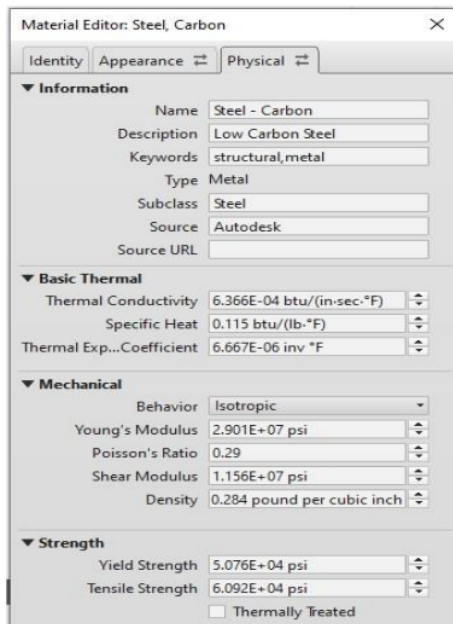 Material Editor: Steel, Carbon
Identity Appearance Physical
Information
Name Steel - Carbon
Description Low Carbon Steel
Keywords structural,metal
Type Metal
Subclass Steel
Source Autodesk
Source URL
Basic Thermal
Thermal Conductivity 6.366E-04 btu/(in·sec·°F)
Specific Heat 0.115 btu/(lb·°F)
Thermal Exp...Coefficient 6.667E-06 inv °F
Mechanical
Behavior Isotropic
Young's Modulus 2.901E+07 psi
Poisson's Ratio 0.29
Shear Modulus 1.156E+07 psi
Density 0.284 pound per cubic inch
Strength
Yield Strength 5.076E+04 psi
Tensile Strength 6.092E+04 psi
Thermally Treated